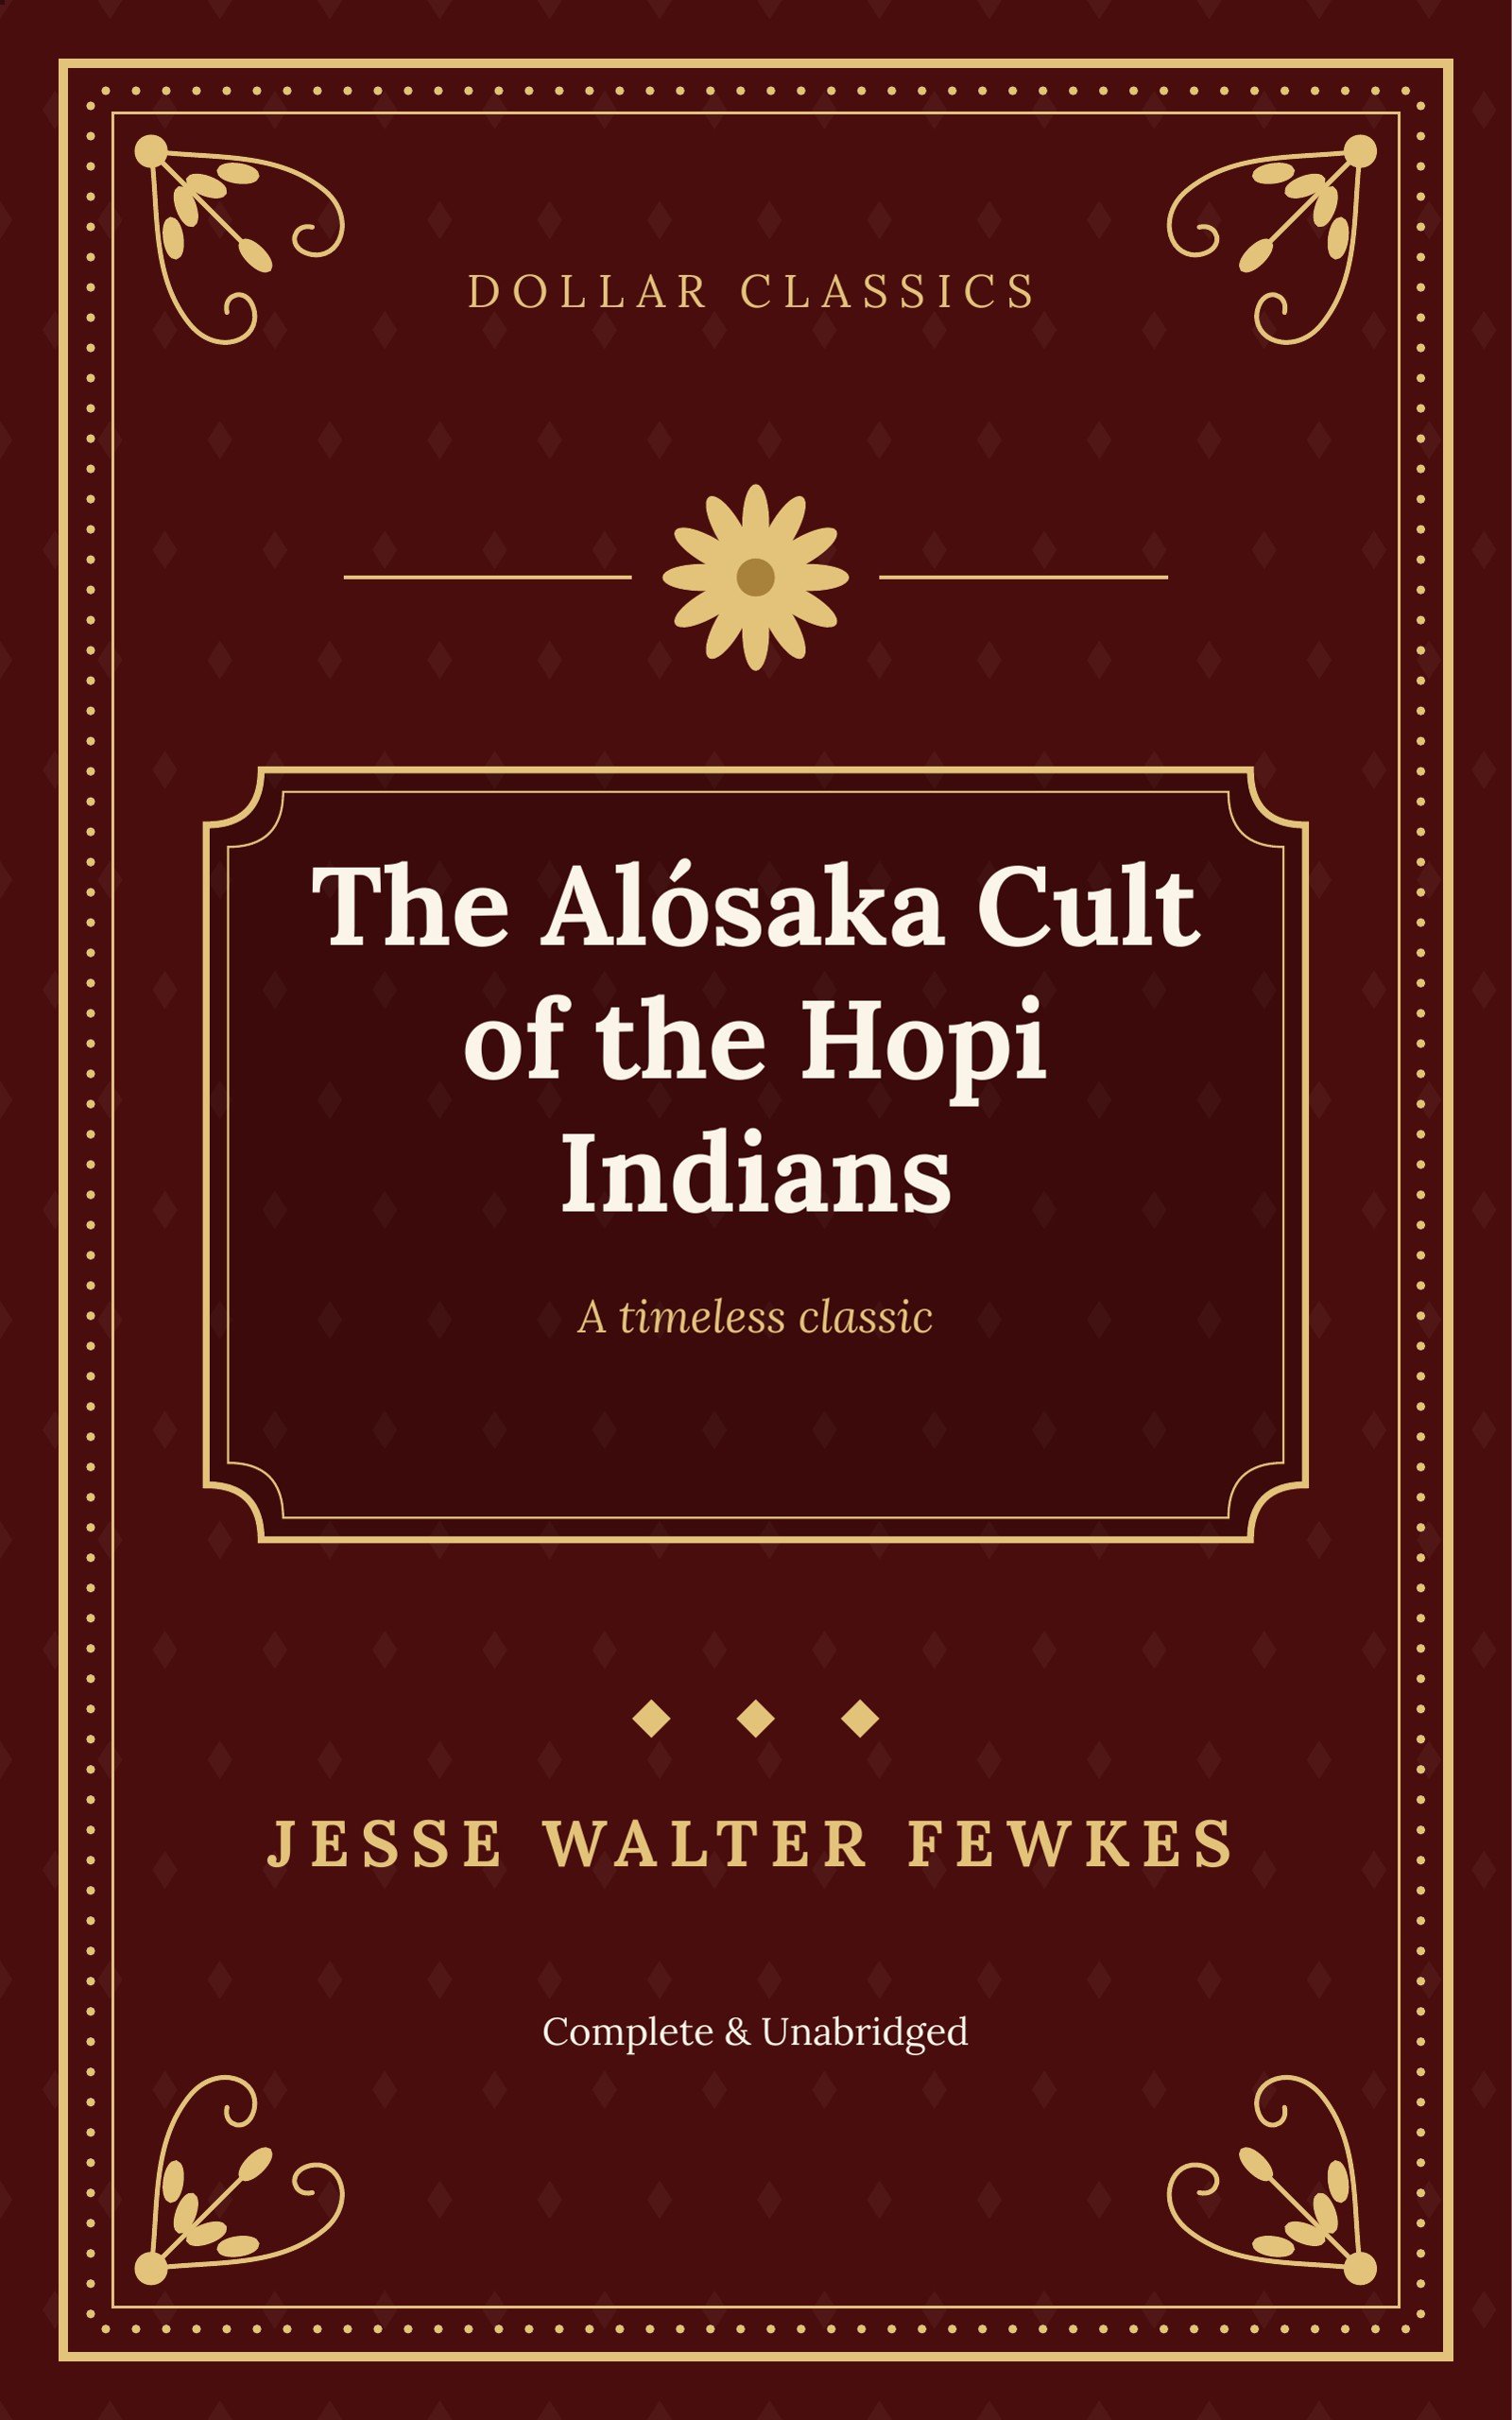 DOLLAR CLASSICS
The Alósaka Cult
of the Hopi
Indians
A timeless classic
JESSE WALTER FEWKES
Complete & Unabridged